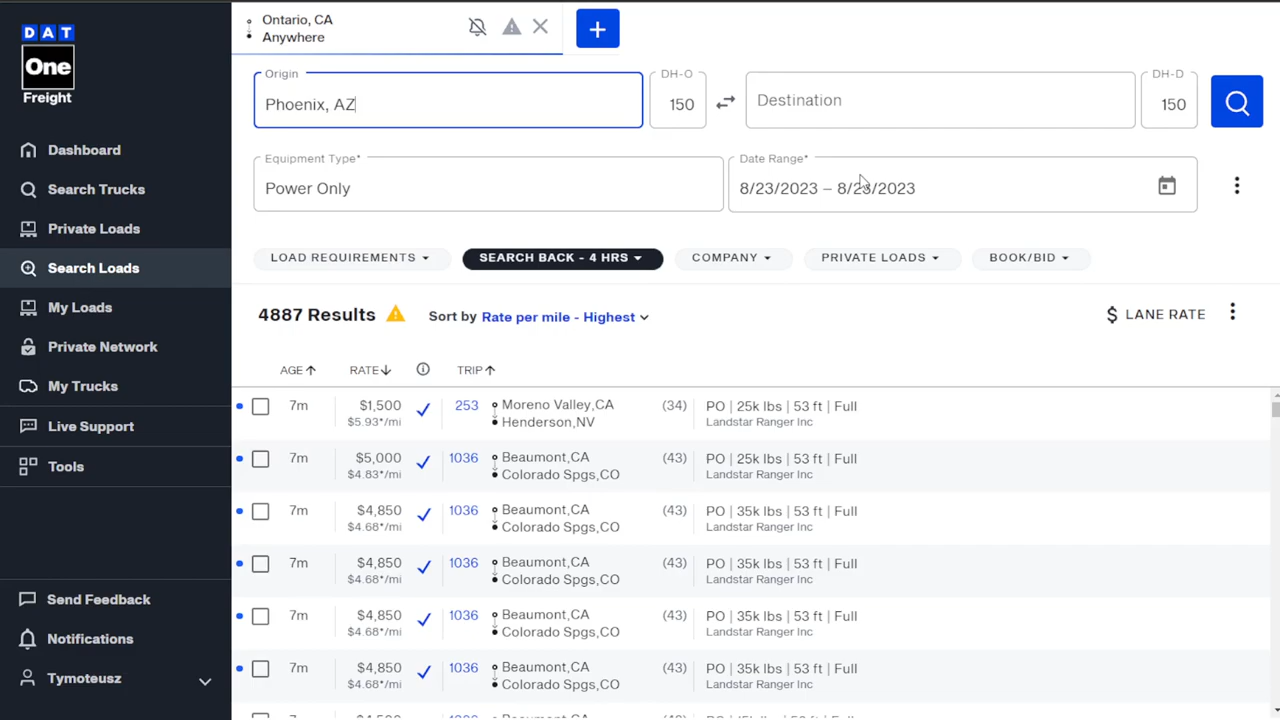 DAT
One
Freight
Dashboard
Search Trucks
Private Loads
Search Loads
My Loads
Private Network
My Trucks
Live Support
Tools
Send Feedback
Notifications
Tymoteusz
Ontario, CA
Anywhere
Origin
Phoenix, AZ
DH-O
150
Destination
DH-D
150
Equipment Type*
Power Only
Date Range*
8/23/2023 – 8/23/2023
LOAD REQUIREMENTS
SEARCH BACK - 4 HRS
COMPANY
PRIVATE LOADS
BOOK/BID
4887 Results
Sort by Rate per mile - Highest
$ LANE RATE
AGE RATE TRIP
7m $1,500 253 Moreno Valley,CA (34) PO | 25k lbs | 53 ft | Full
$5.93*/mi Henderson,NV Landstar Ranger Inc
7m $5,000 1036 Beaumont,CA (43) PO | 25k lbs | 53 ft | Full
$4.83*/mi Colorado Spgs,CO Landstar Ranger Inc
7m $4,850 1036 Beaumont,CA (43) PO | 35k lbs | 53 ft | Full
$4.68*/mi Colorado Spgs,CO Landstar Ranger Inc
7m $4,850 1036 Beaumont,CA (43) PO | 35k lbs | 53 ft | Full
$4.68*/mi Colorado Spgs,CO Landstar Ranger Inc
7m $4,850 1036 Beaumont,CA (43) PO | 35k lbs | 53 ft | Full
$4.68*/mi Colorado Spgs,CO Landstar Ranger Inc
7m $4,850 1036 Beaumont,CA (43) PO | 35k lbs | 53 ft | Full
$4.68*/mi Colorado Spgs,CO Landstar Ranger Inc